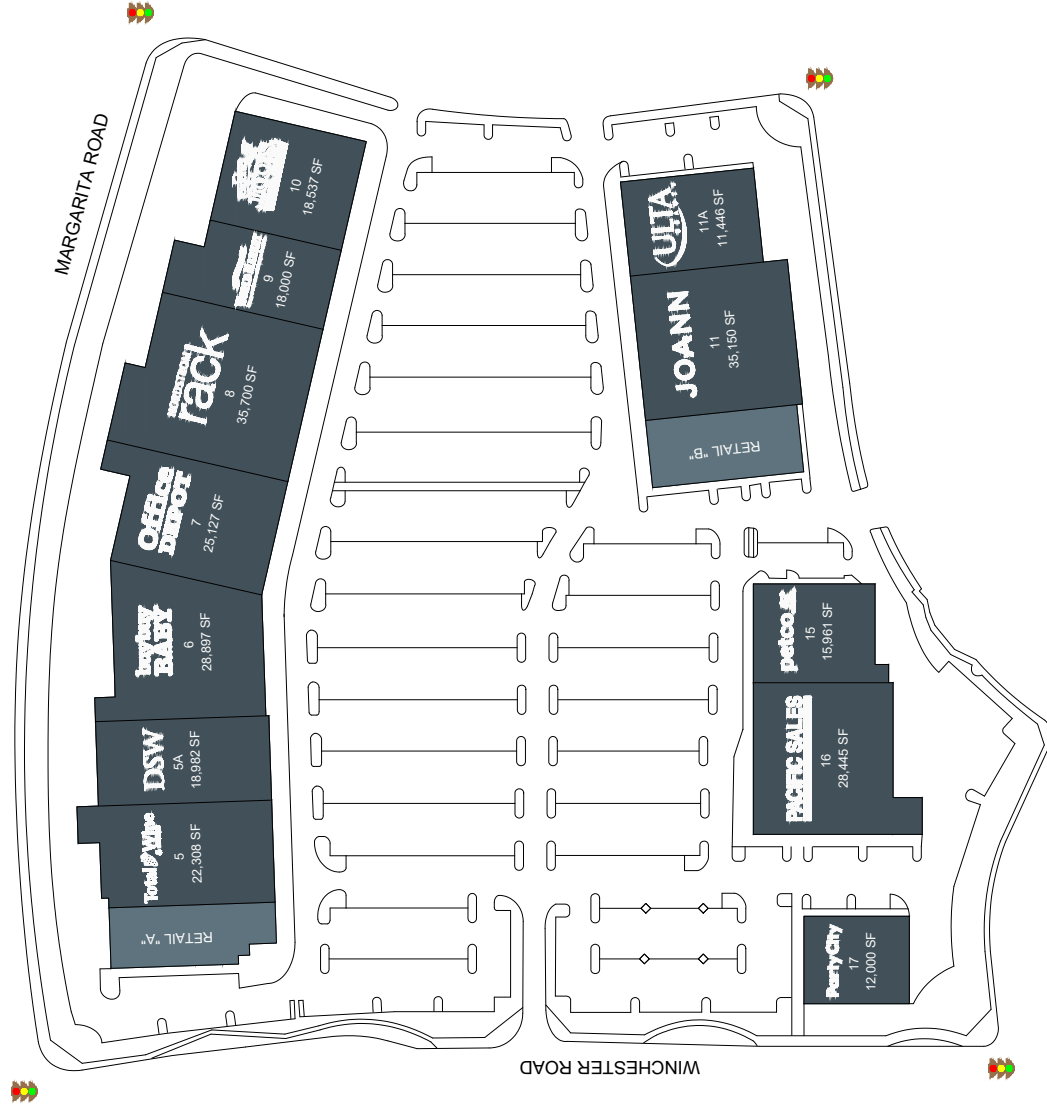 MARGARITA ROAD
10
18,537 SF
9
18,000 SF
NORDSTROM
rack
8
35,700 SF
Office
DEPOT
7
25,127 SF
buybuy
BABY
6
28,897 SF
DSW
5A
18,982 SF
Total Wine
5
22,308 SF
RETAIL "A"
ULTA
11A
11,446 SF
JOANN
11
35,150 SF
RETAIL "B"
petco
15
15,961 SF
PACIFIC SALES
16
28,445 SF
PartyCity
17
12,000 SF
WINCHESTER ROAD